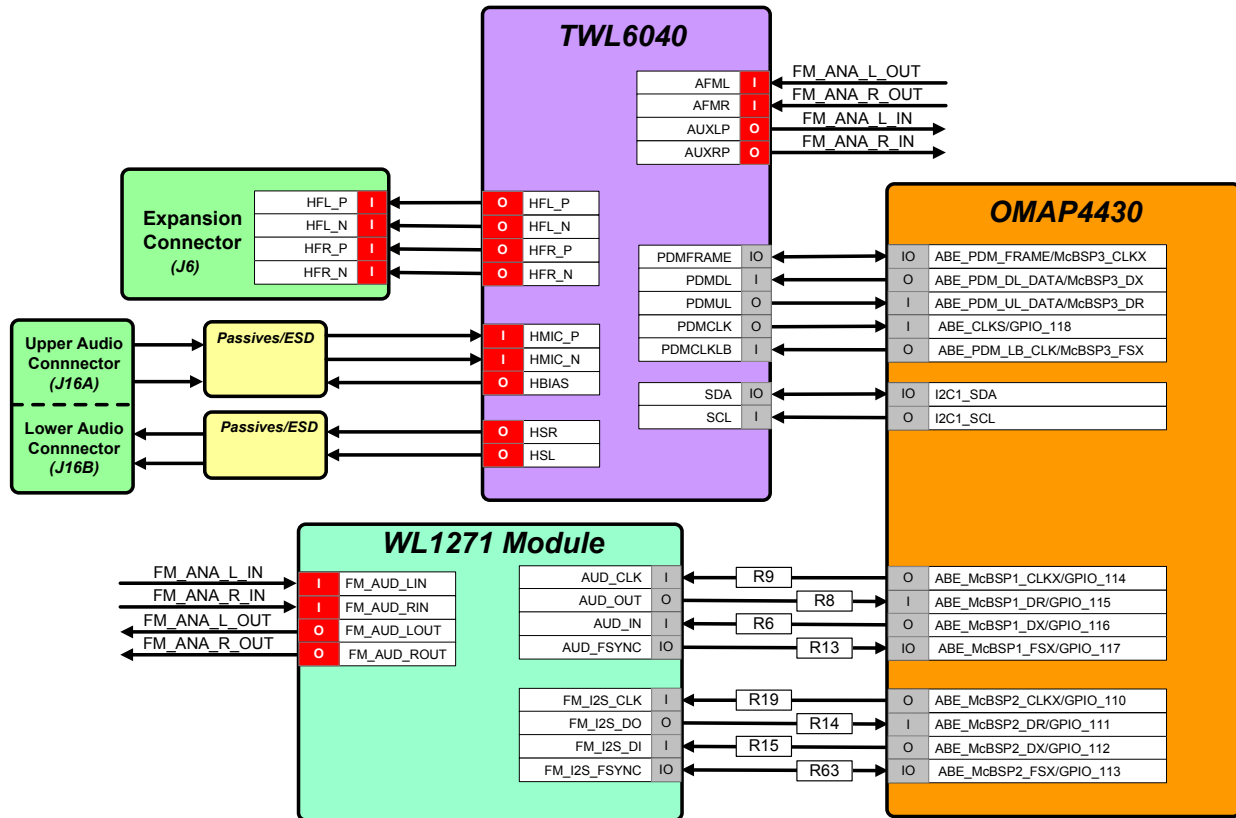 TWL6040
AFML I FM_ANA_L_OUT
AFMR I FM_ANA_R_OUT
AUXLP O FM_ANA_L_IN
AUXRP O FM_ANA_R_IN
Expansion
Connector
(J6)
HFL_P I O HFL_P
HFL_N I O HFL_N
HFR_P I O HFR_P
HFR_N I O HFR_N
OMAP4430
PDMFRAME IO IO ABE_PDM_FRAME/McBSP3_CLKX
PDMDL I O ABE_PDM_DL_DATA/McBSP3_DX
PDMUL O I ABE_PDM_UL_DATA/McBSP3_DR
PDMCLK O I ABE_CLKS/GPIO_118
PDMCLKLB I O ABE_PDM_LB_CLK/McBSP3_FSX
SDA IO IO I2C1_SDA
SCL I O I2C1_SCL
Upper Audio
Connnector
(J16A)
Passives/ESD
I HMIC_P
I HMIC_N
O HBIAS
Lower Audio
Connnector
(J16B)
Passives/ESD
O HSR
O HSL
WL1271 Module
FM_ANA_L_IN I FM_AUD_LIN
FM_ANA_R_IN I FM_AUD_RIN
FM_ANA_L_OUT O FM_AUD_LOUT
FM_ANA_R_OUT O FM_AUD_ROUT
AUD_CLK I R9 O ABE_McBSP1_CLKX/GPIO_114
AUD_OUT O R8 I ABE_McBSP1_DR/GPIO_115
AUD_IN I R6 O ABE_McBSP1_DX/GPIO_116
AUD_FSYNC IO R13 IO ABE_McBSP1_FSX/GPIO_117
FM_I2S_CLK I R19 O ABE_McBSP2_CLKX/GPIO_110
FM_I2S_DO O R14 I ABE_McBSP2_DR/GPIO_111
FM_I2S_DI I R15 O ABE_McBSP2_DX/GPIO_112
FM_I2S_FSYNC IO R63 IO ABE_McBSP2_FSX/GPIO_113